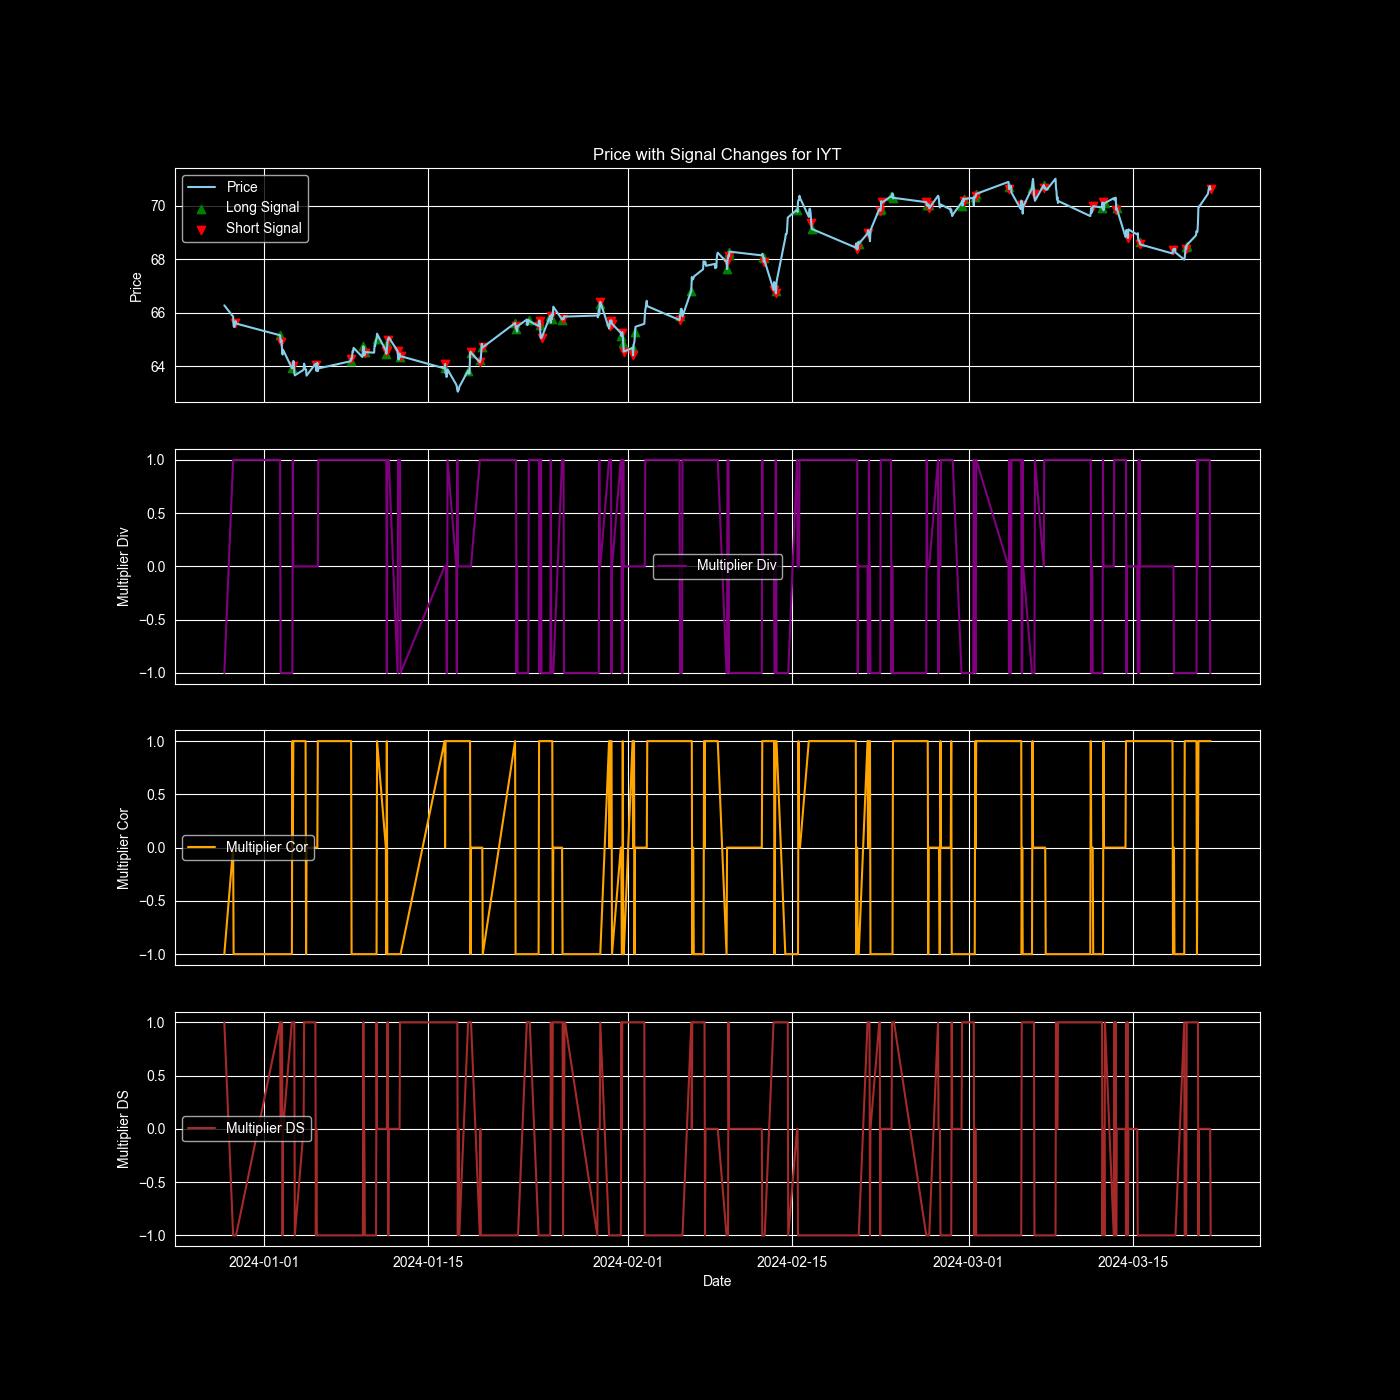 Price with Signal Changes for IYT
Price
Long Signal
Short Signal
70
68
66
64
Price
1.0
0.5
0.0
−0.5
−1.0
Multiplier Div
Multiplier Div
1.0
0.5
0.0
−0.5
−1.0
Multiplier Cor
Multiplier Cor
1.0
0.5
0.0
−0.5
−1.0
Multiplier DS
Multiplier DS
2024-01-01
2024-01-15
2024-02-01
2024-02-15
2024-03-01
2024-03-15
Date